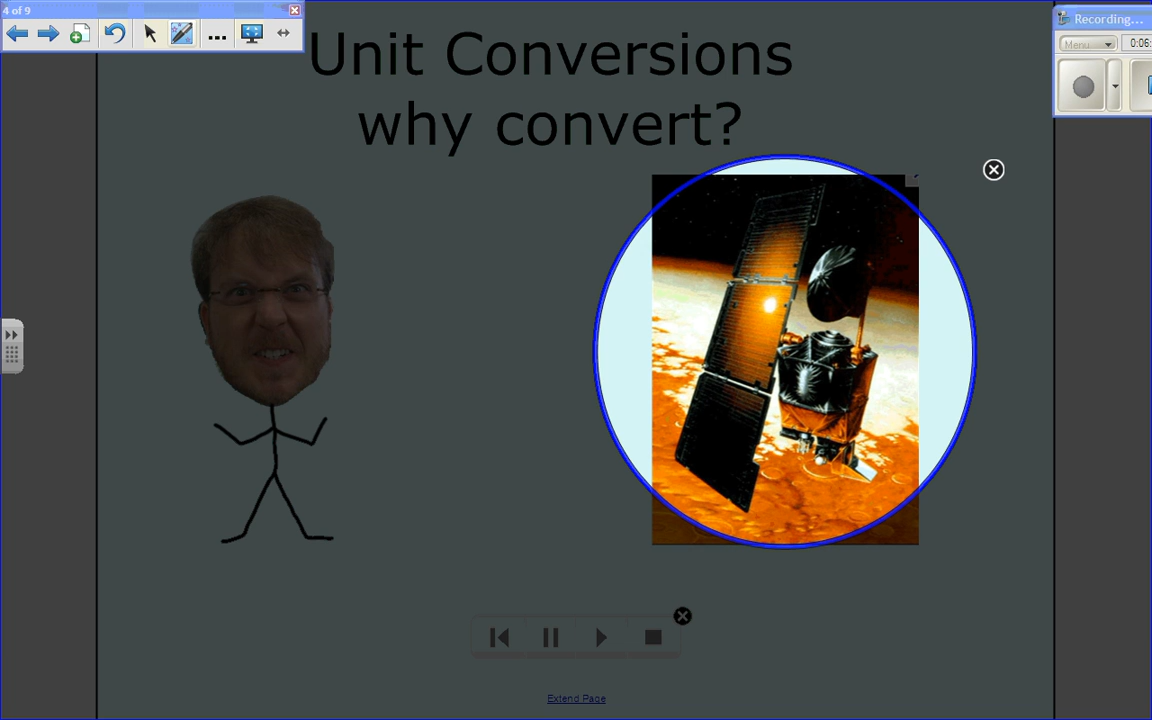 4 of 9
Recording...
Menu
0:06:
Unit Conversions
why convert?
Extend Page